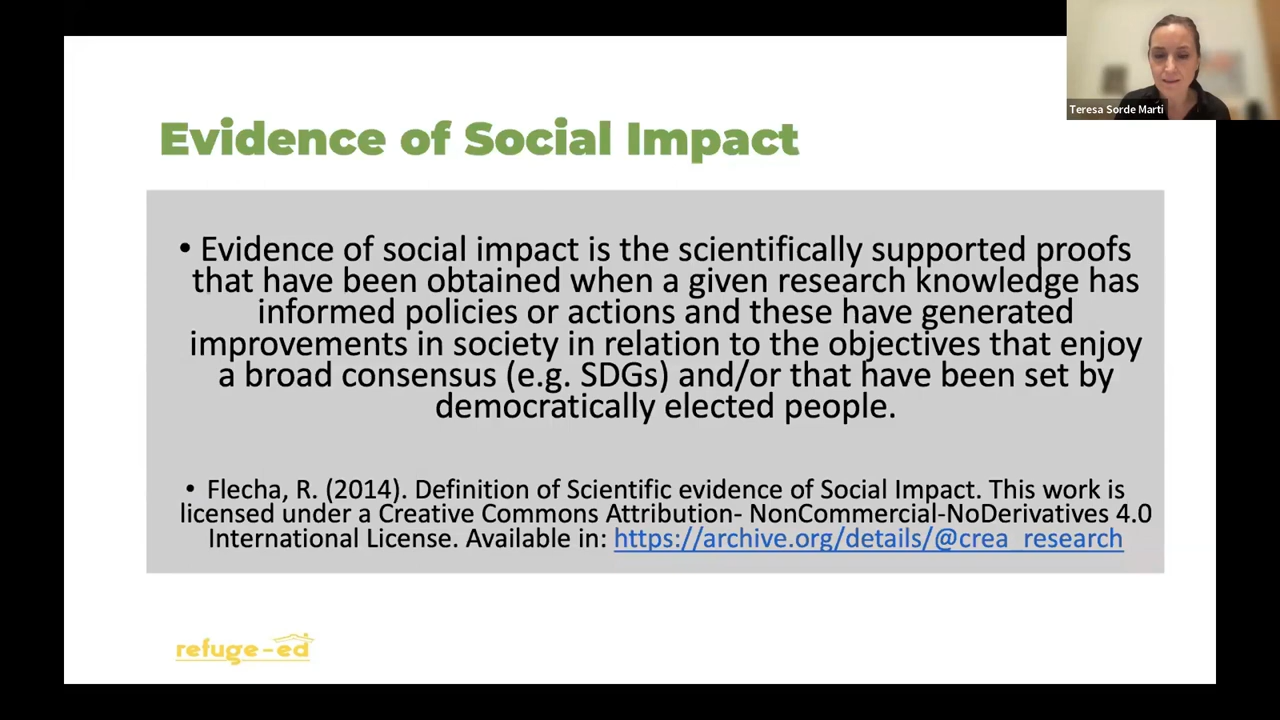 Teresa Sorde Marti
Evidence of Social Impact
• Evidence of social impact is the scientifically supported proofs
that have been obtained when a given research knowledge has
informed policies or actions and these have generated
improvements in society in relation to the objectives that enjoy
a broad consensus (e.g. SDGs) and/or that have been set by
democratically elected people.
• Flecha, R. (2014). Definition of Scientific evidence of Social Impact. This work is
licensed under a Creative Commons Attribution- NonCommercial-NoDerivatives 4.0
International License. Available in: https://archive.org/details/@crea_research
refuge-ed